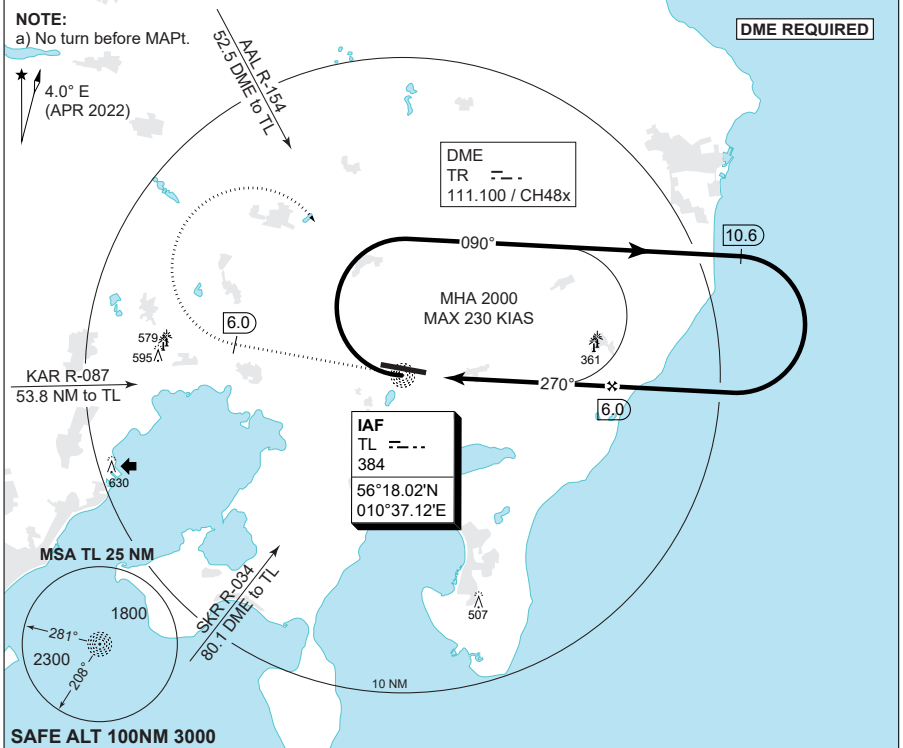 NOTE:
a) No turn before MAPt.
DME REQUIRED
4.0° E
(APR 2022)
AAL R-154
52.5 DME to TL
DME
TR
111.100 / CH48x
090°
10.6
MHA 2000
MAX 230 KIAS
6.0
579
595
361
KAR R-087
53.8 NM to TL
270°
6.0
IAF
TL
384
56°18.02'N
010°37.12'E
630
MSA TL 25 NM
1800
281°
2300
208°
SKR R-034
80.1 DME to TL
507
10 NM
SAFE ALT 100NM 3000